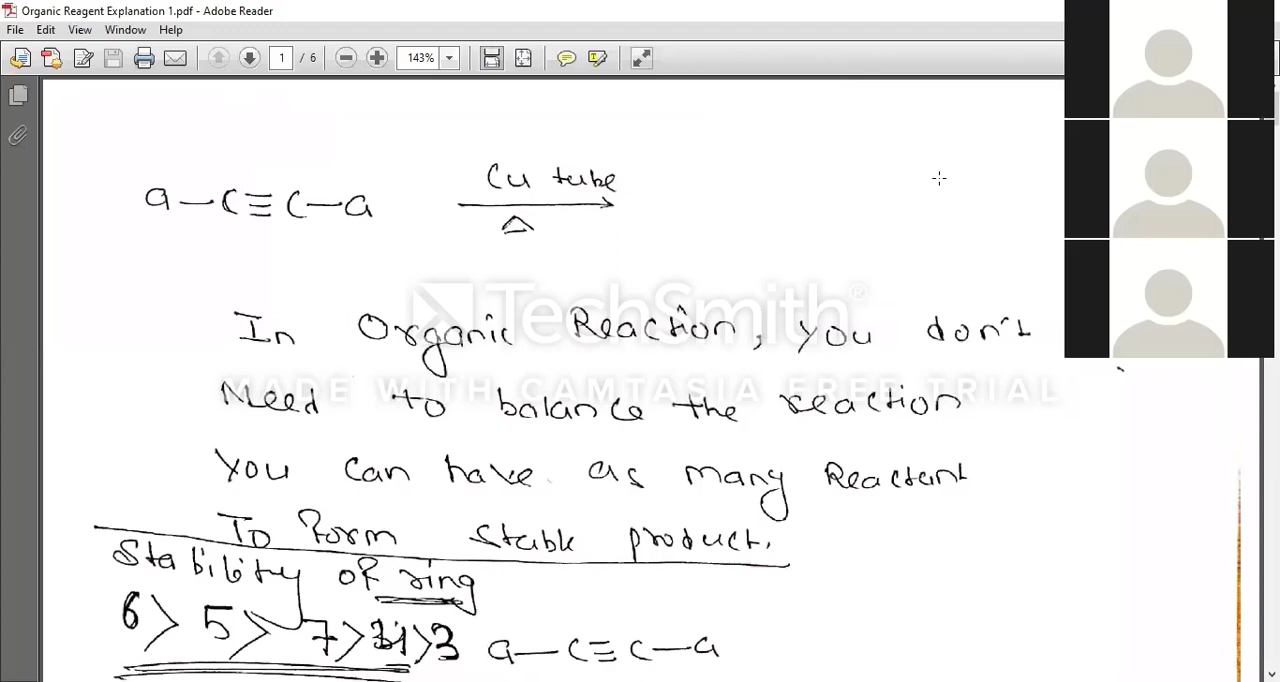 Organic Reagent Explanation 1.pdf - Adobe Reader
File Edit View Window Help
1 / 6 143%
Cu tube
a-C≡C-a
Δ
TechSmith®
In Organic Reaction, you don't
MADE WITH CAMTASIA FREE TRIAL
Need to balance the reaction
You can have as many Reactant
To form stable product.
Stability of ring
6 > 5 > 7 > > 3 a-C≡C-a